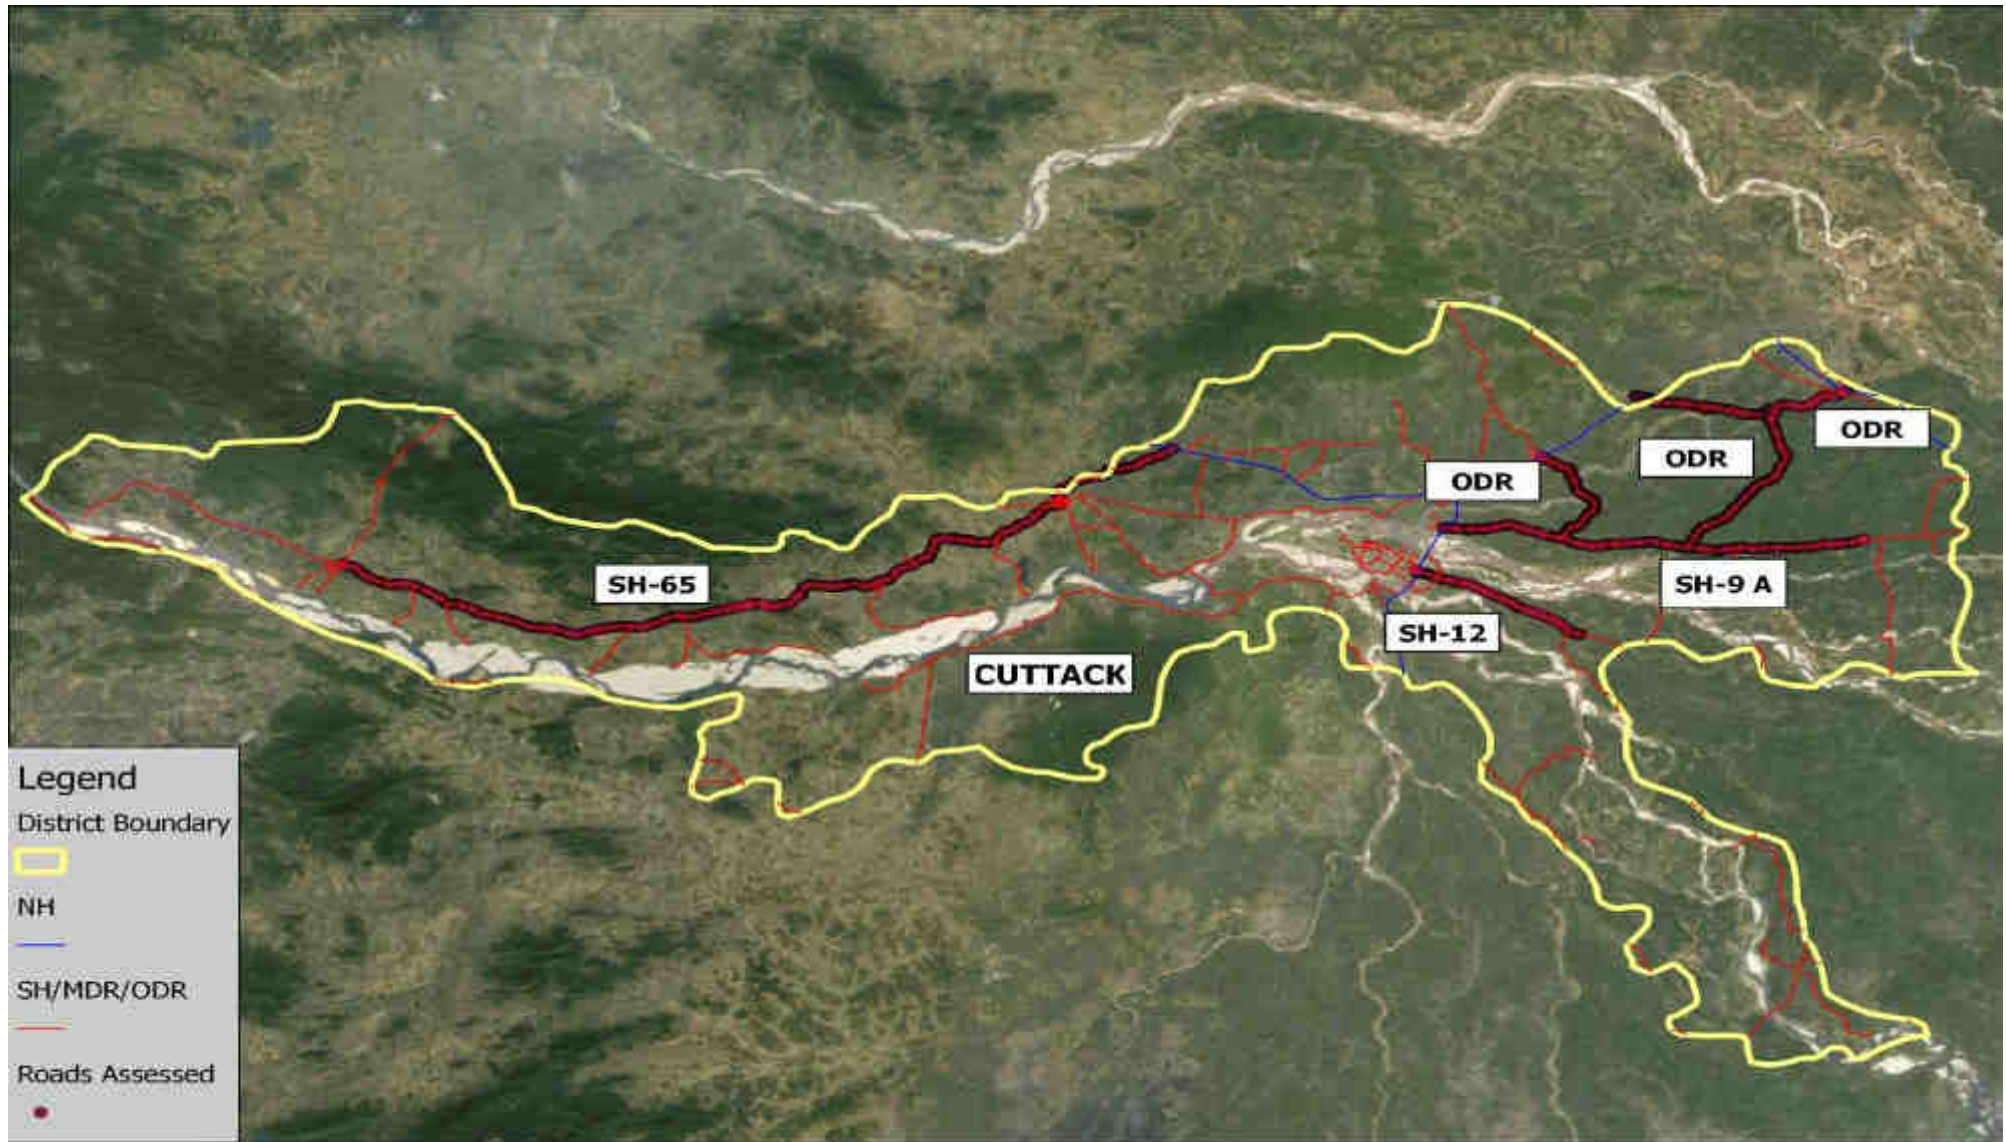 ODR
ODR
ODR
SH-65
SH-9 A
SH-12
CUTTACK
Legend
District Boundary
NH
SH/MDR/ODR
Roads Assessed